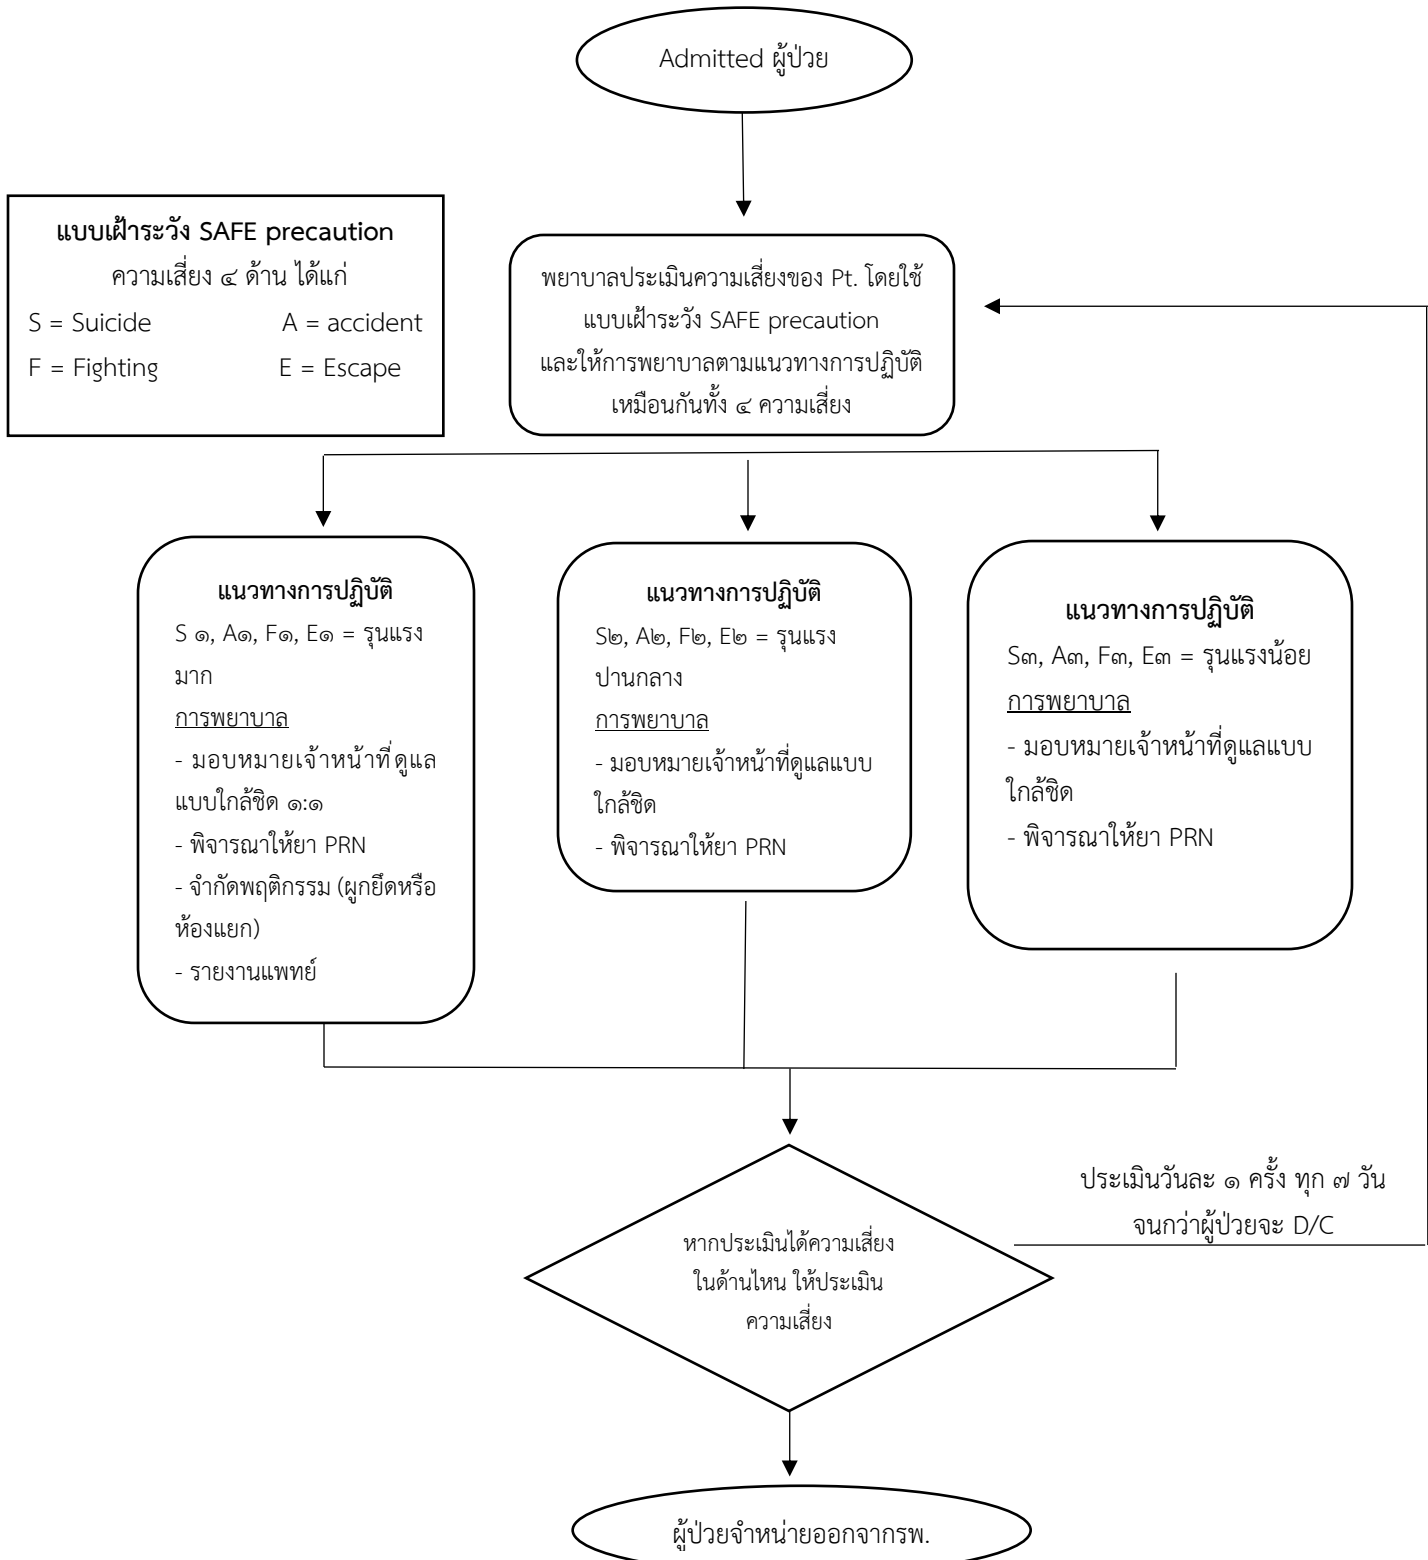 Admitted ผู้ป่วย
แบบเฝ้าระวัง SAFE precaution
ความเสี่ยง ๔ ด้าน ได้แก่
S = Suicide A = accident
F = Fighting E = Escape
พยาบาลประเมินความเสี่ยงของ Pt. โดยใช้
แบบเฝ้าระวัง SAFE precaution
และให้การพยาบาลตามแนวทางการปฏิบัติ
เหมือนกันทั้ง ๔ ความเสี่ยง
แนวทางการปฏิบัติ
S ๑, A๑, F๑, E๑ = รุนแรง
มาก
การพยาบาล
- มอบหมายเจ้าหน้าที่ดูแล
แบบใกล้ชิด ๑:๑
- พิจารณาให้ยา PRN
- จำกัดพฤติกรรม (ผูกยึดหรือ
ห้องแยก)
- รายงานแพทย์
แนวทางการปฏิบัติ
S๒, A๒, F๒, E๒ = รุนแรง
ปานกลาง
การพยาบาล
- มอบหมายเจ้าหน้าที่ดูแลแบบ
ใกล้ชิด
- พิจารณาให้ยา PRN
แนวทางการปฏิบัติ
S๓, A๓, F๓, E๓ = รุนแรงน้อย
การพยาบาล
- มอบหมายเจ้าหน้าที่ดูแลแบบ
ใกล้ชิด
- พิจารณาให้ยา PRN
หากประเมินได้ความเสี่ยง
ในด้านไหน ให้ประเมิน
ความเสี่ยง
ประเมินวันละ ๑ ครั้ง ทุก ๗ วัน
จนกว่าผู้ป่วยจะ D/C
ผู้ป่วยจำหน่ายออกจากรพ.